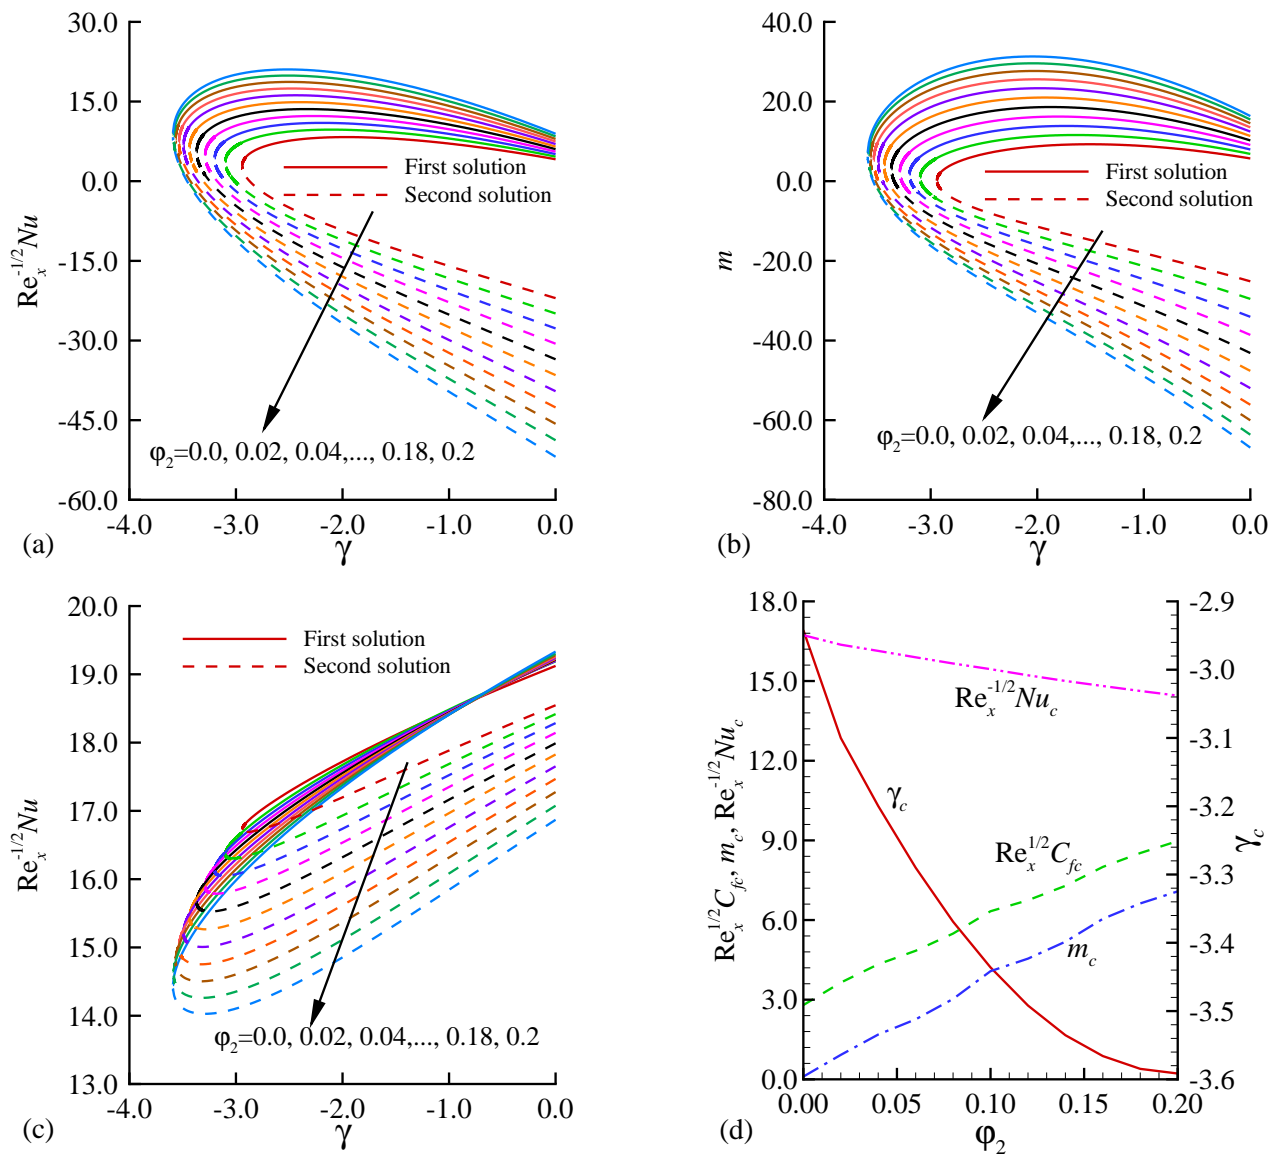 30.0
15.0
0.0
-15.0
-30.0
-45.0
-60.0
-4.0 -3.0 -2.0 -1.0 0.0
Re_x^{-1/2}Nu
First solution
Second solution
φ_2=0.0, 0.02, 0.04,..., 0.18, 0.2
γ
(a)
40.0
20.0
0.0
-20.0
-40.0
-60.0
-80.0
-4.0 -3.0 -2.0 -1.0 0.0
m
First solution
Second solution
φ_2=0.0, 0.02, 0.04,..., 0.18, 0.2
γ
(b)
20.0
19.0
18.0
17.0
16.0
15.0
14.0
13.0
-4.0 -3.0 -2.0 -1.0 0.0
Re_x^{-1/2}Nu
First solution
Second solution
φ_2=0.0, 0.02, 0.04,..., 0.18, 0.2
γ
(c)
18.0
15.0
12.0
9.0
6.0
3.0
0.0
0.00 0.05 0.10 0.15 0.20
Re_x^{1/2}C_{fc}, m_c, Re_x^{-1/2}Nu_c
Re_x^{-1/2}Nu_c
γ_c
Re_x^{1/2}C_{fc}
m_c
-2.9
-3.0
-3.1
-3.2
-3.3
-3.4
-3.5
-3.6
γ_c
φ_2
(d)